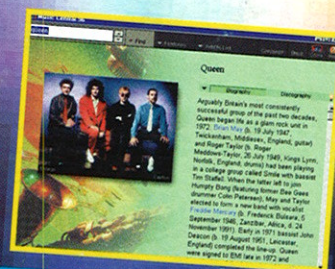 Music Central 96
queen
Find
Queen
Biography
Discography
Arguably Britain's most consistently
successful group of the past two decades,
Queen began life as a glam rock unit in
1972. Brian May (b. 19 July 1947,
Twickenham, Middlesex, England; guitar)
and Roger Taylor (b. Roger
Meddows-Taylor, 26 July 1949, Kings Lynn,
Norfolk, England; drums) had been playing
in a college group called Smile with bassist
Tim Staffell. When the latter left to join
Humpty Bong (featuring former Bee Gees
drummer Colin Petersen), May and Taylor
elected to form a new band with vocalist
Freddie Mercury (b. Frederick Bulsara, 5
September 1946, Zanzibar, Africa, d. 24
November 1991). Early in 1971 bassist John
Deacon (b. 19 August 1951, Leicester,
England) completed the line-up. Queen
were signed to EMI late in 1972 and